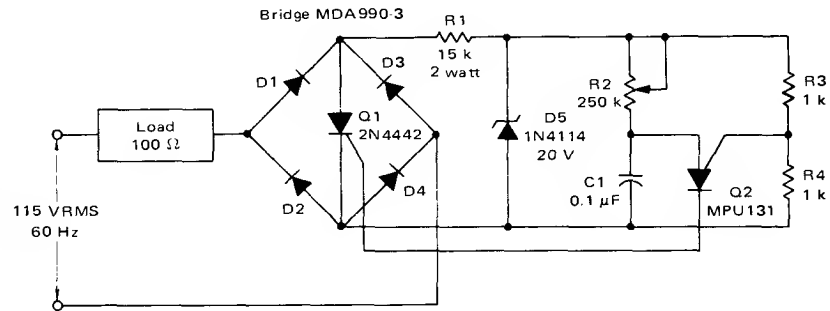 Bridge MDA990-3
R1
15 k
2 watt
D1
D3
Q1
2N4442
D2
D4
Load
100 Ω
115 VRMS
60 Hz
D5
1N4114
20 V
R2
250 k
C1
0.1 μF
Q2
MPU131
R3
1 k
R4
1 k